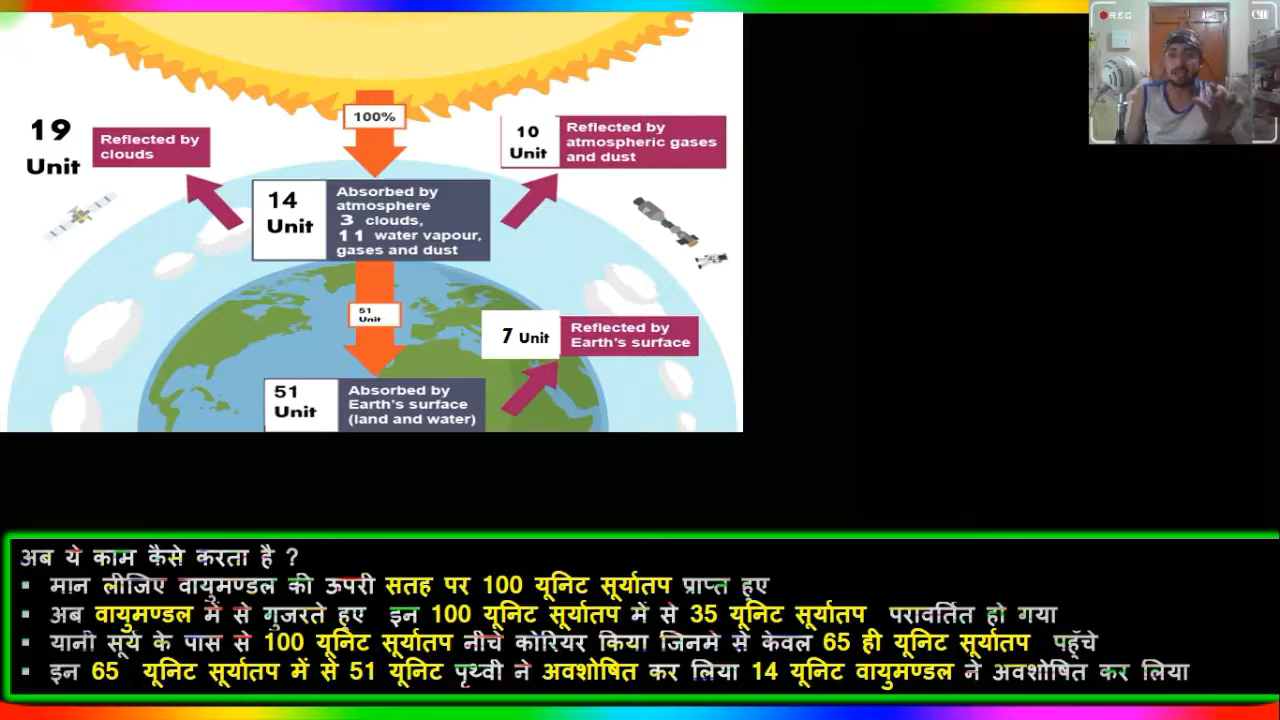 REC
100%
19
Unit
Reflected by
clouds
10
Unit
Reflected by
atmospheric gases
and dust
14
Unit
Absorbed by
atmosphere
3 clouds,
11 water vapour,
gases and dust
51
Unit
7 Unit
Reflected by
Earth's surface
51
Unit
Absorbed by
Earth's surface
(land and water)
अब ये काम कैसे करता है ?
▪ मान लीजिए वायुमण्डल की ऊपरी सतह पर 100 यूनिट सूर्यातप प्राप्त हुए
▪ अब वायुमण्डल में से गुजरते हुए इन 100 यूनिट सूर्यातप में से 35 यूनिट सूर्यातप परावर्तित हो गया
▪ यानी सूर्य के पास से 100 यूनिट सूर्यातप नीचे कोरियर किया जिनमे से केवल 65 ही यूनिट सूर्यातप पहुँचे
▪ इन 65 यूनिट सूर्यातप में से 51 यूनिट पृथ्वी ने अवशोषित कर लिया 14 यूनिट वायुमण्डल ने अवशोषित कर लिया